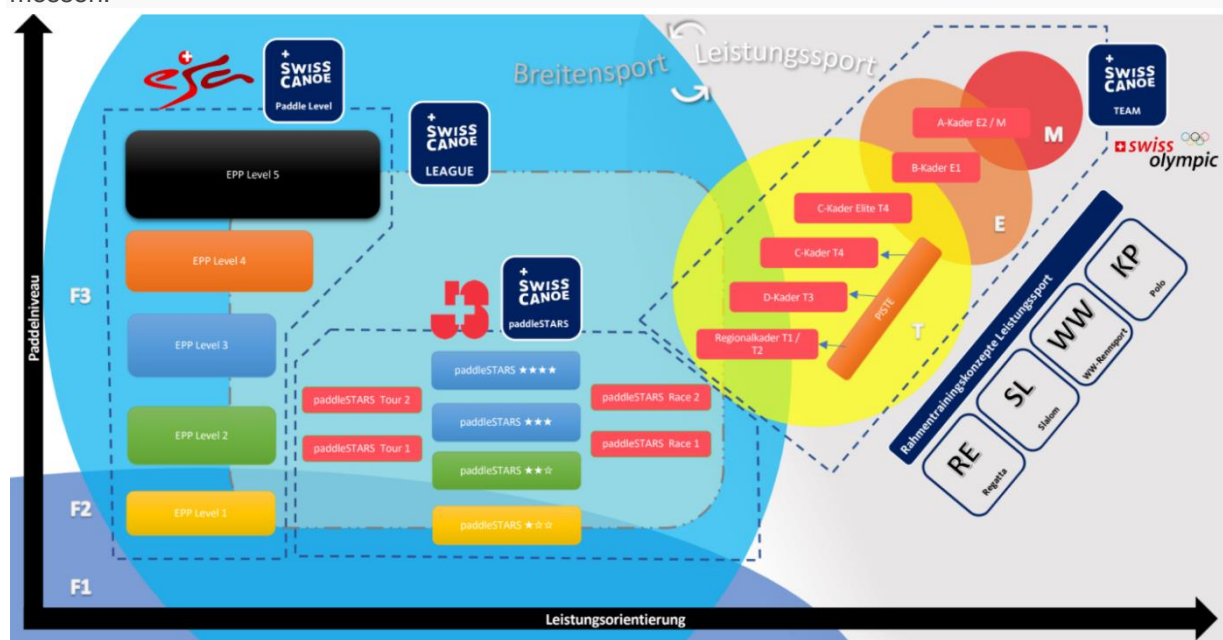 messen.
Breitensport
Leistungssport
+
SWISS
CANOE
Paddle Level
+
SWISS
CANOE
LEAGUE
+
SWISS
CANOE
TEAM
swiss
olympic
EPP Level 5
EPP Level 4
EPP Level 3
EPP Level 2
EPP Level 1
+
SWISS
CANOE
paddleSTARS
paddleSTARS ★★★★
paddleSTARS ★★★
paddleSTARS ★★☆
paddleSTARS ★☆☆
paddleSTARS Tour 2
paddleSTARS Tour 1
paddleSTARS Race 2
paddleSTARS Race 1
A-Kader E2 / M
B-Kader E1
C-Kader Elite T4
C-Kader T4
D-Kader T3
Regionalkader T1 /
T2
PISTE
M
E
T
F3
F2
F1
Rahmentrainingskonzepte Leistungssport
KP
Polo
WW
WW-Rennsport
SL
Slalom
RE
Regatta
Paddelniveau
Leistungsorientierung